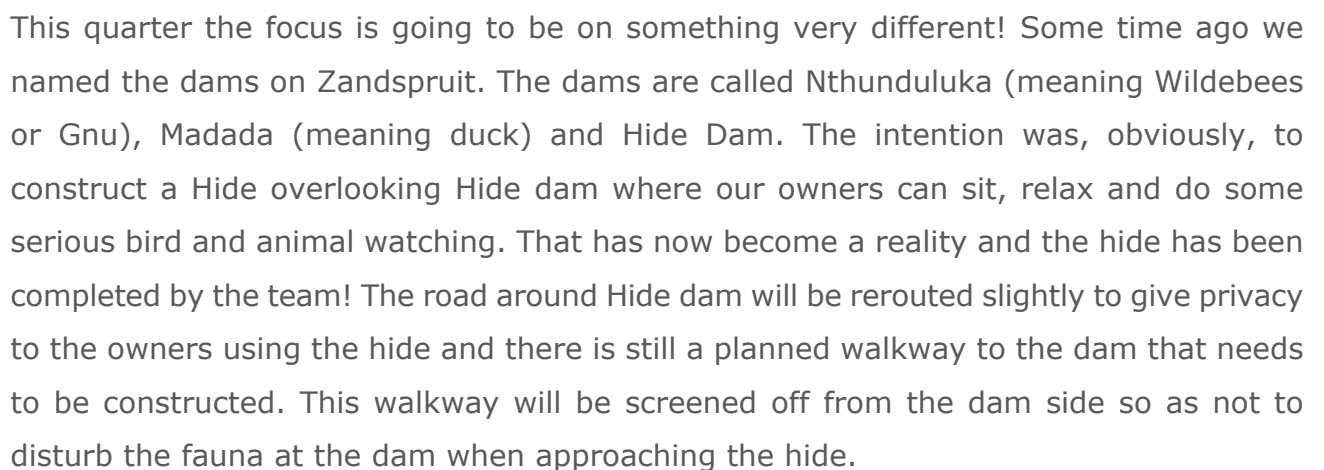 This quarter the focus is going to be on something very different! Some time ago we
named the dams on Zandspruit. The dams are called Nthunduluka (meaning Wildebees
or Gnu), Madada (meaning duck) and Hide Dam. The intention was, obviously, to
construct a Hide overlooking Hide dam where our owners can sit, relax and do some
serious bird and animal watching. That has now become a reality and the hide has been
completed by the team! The road around Hide dam will be rerouted slightly to give privacy
to the owners using the hide and there is still a planned walkway to the dam that needs
to be constructed. This walkway will be screened off from the dam side so as not to
disturb the fauna at the dam when approaching the hide.